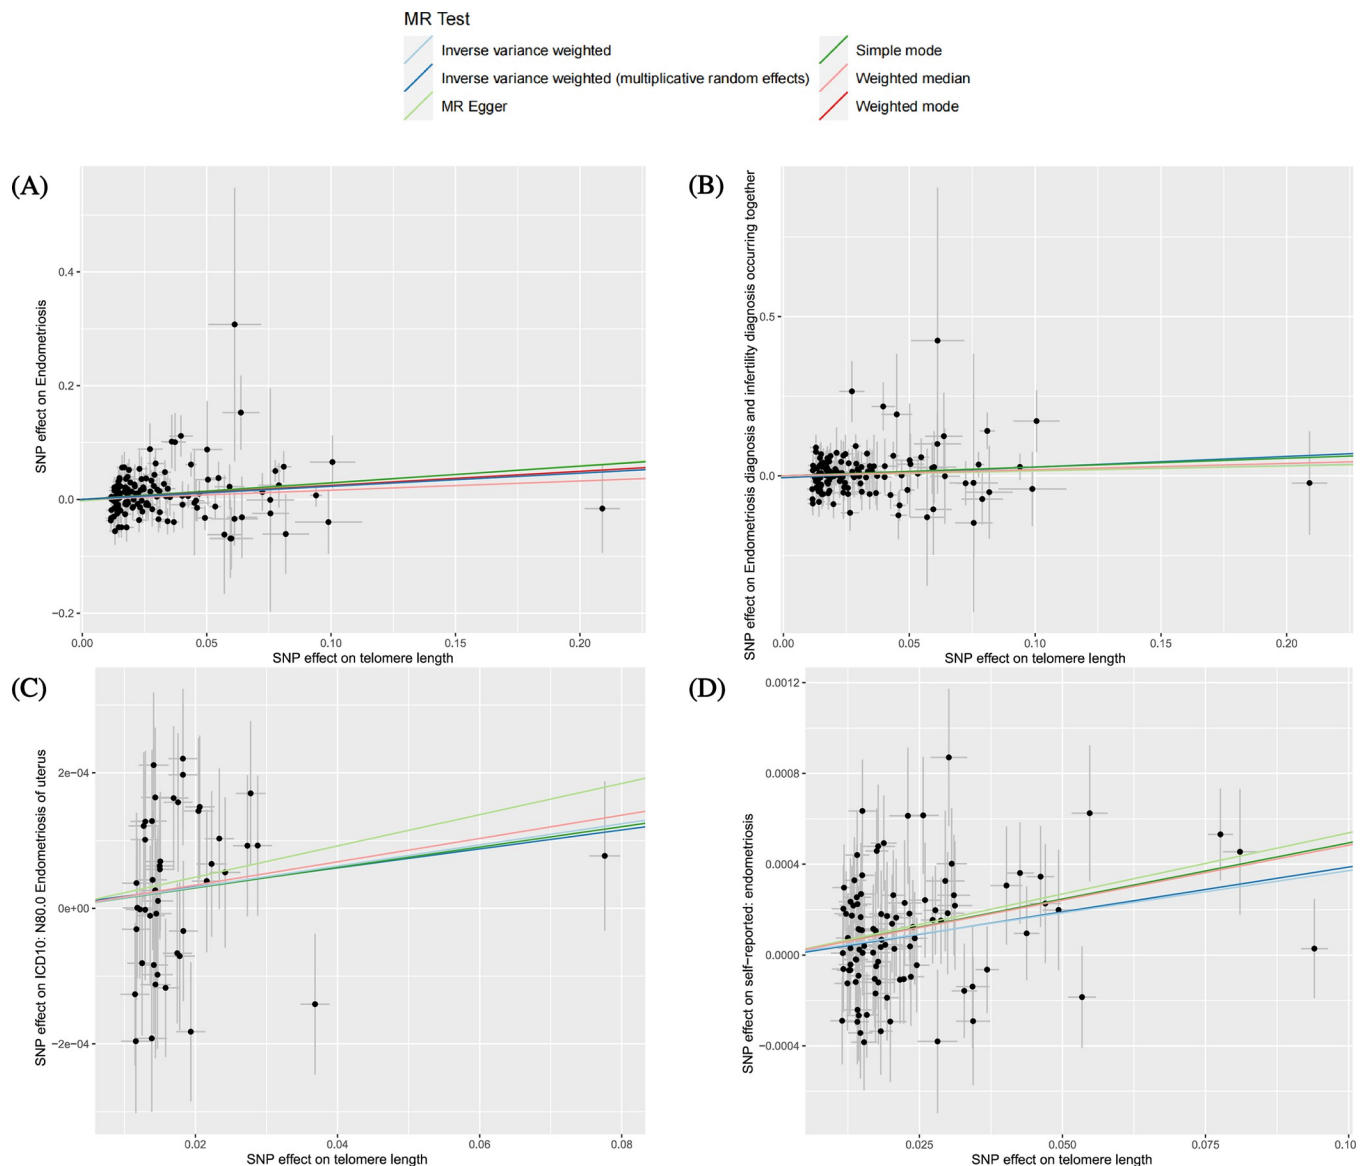 MR Test
Inverse variance weighted
Inverse variance weighted (multiplicative random effects)
MR Egger
Simple mode
Weighted median
Weighted mode
(A)
SNP effect on Endometriosis
0.4
0.2
0.0
−0.2
0.00 0.05 0.10 0.15 0.20
SNP effect on telomere length
(B)
SNP effect on Endometriosis diagnosis and infertility diagnosis occurring together
0.5
0.0
0.00 0.05 0.10 0.15 0.20
SNP effect on telomere length
(C)
SNP effect on ICD10: N80.0 Endometriosis of uterus
2e−04
0e+00
−2e−04
0.02 0.04 0.06 0.08
SNP effect on telomere length
(D)
SNP effect on self−reported: endometriosis
0.0012
0.0008
0.0004
0.0000
−0.0004
0.025 0.050 0.075 0.10
SNP effect on telomere length